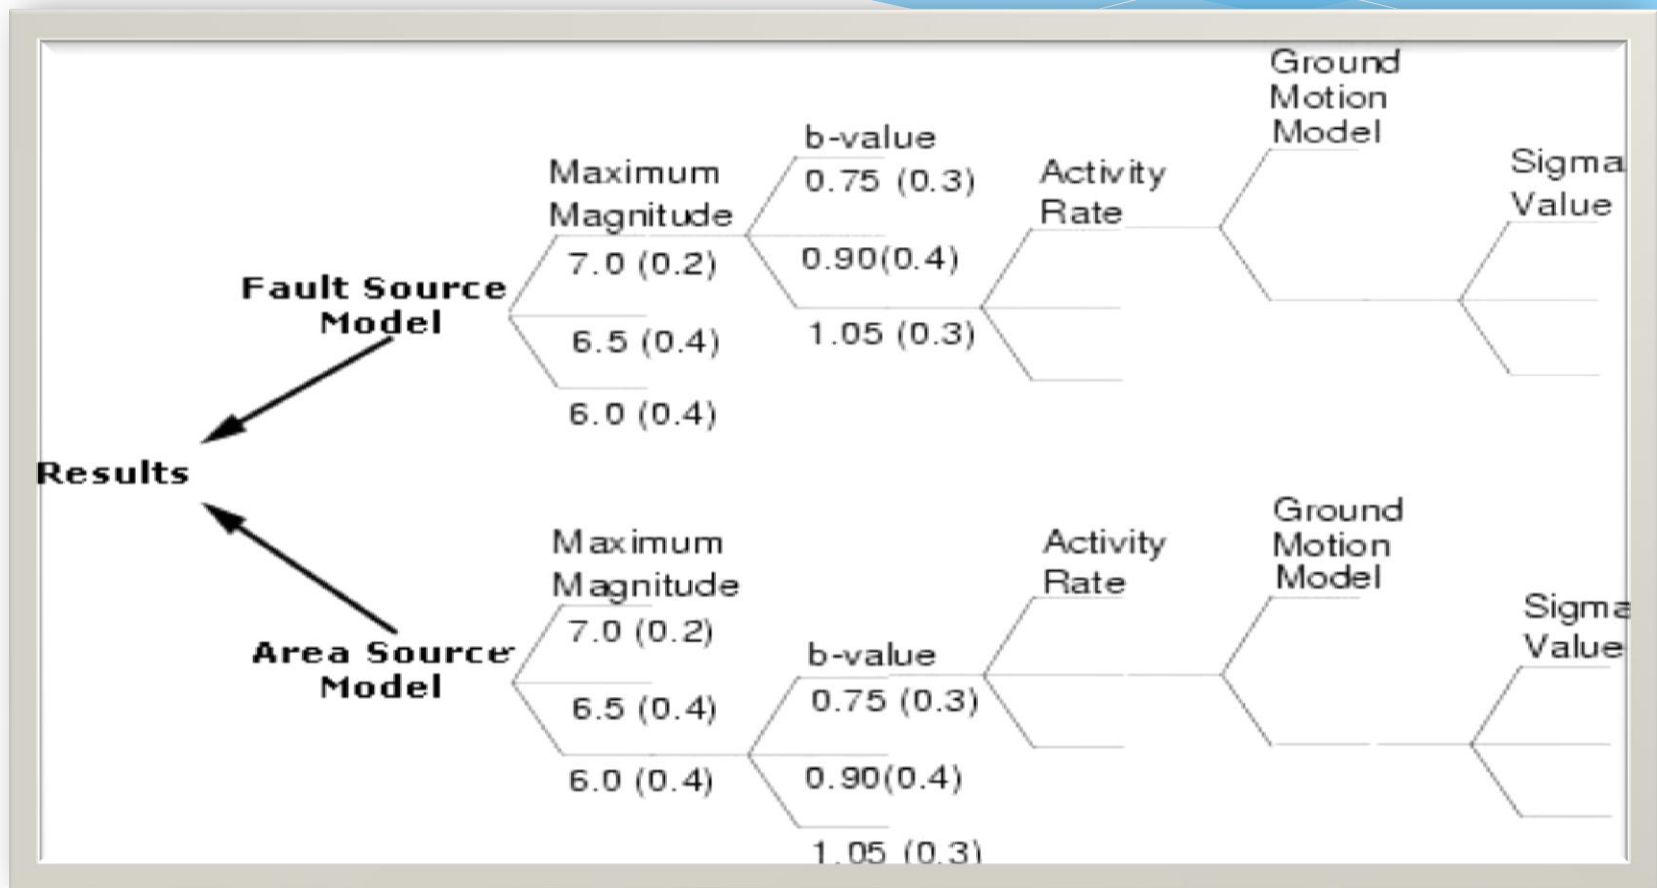 Ground
Motion
Model
b-value
0.75 (0.3)
Maximum
Magnitude
Activity
Rate
Sigma
Value
7.0 (0.2)
0.90(0.4)
Fault Source
Model
6.5 (0.4)
1.05 (0.3)
6.0 (0.4)
Results
Ground
Motion
Model
Maximum
Magnitude
Activity
Rate
Sigma
Value
7.0 (0.2)
Area Source
Model
b-value
0.75 (0.3)
6.5 (0.4)
6.0 (0.4)
0.90(0.4)
1.05 (0.3)